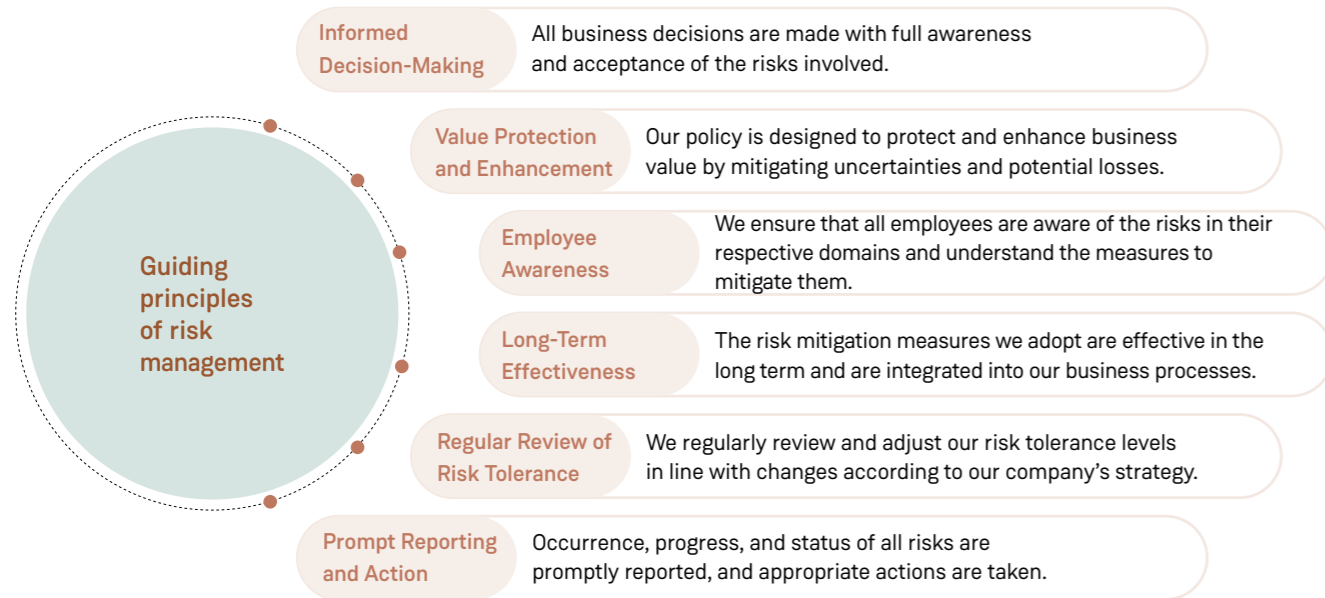 Informed
Decision-Making
All business decisions are made with full awareness
and acceptance of the risks involved.
Value Protection
and Enhancement
Our policy is designed to protect and enhance business
value by mitigating uncertainties and potential losses.
Employee
Awareness
We ensure that all employees are aware of the risks in their
respective domains and understand the measures to
mitigate them.
Guiding
principles
of risk
management
Long-Term
Effectiveness
The risk mitigation measures we adopt are effective in the
long term and are integrated into our business processes.
Regular Review of
Risk Tolerance
We regularly review and adjust our risk tolerance levels
in line with changes according to our company’s strategy.
Prompt Reporting
and Action
Occurrence, progress, and status of all risks are
promptly reported, and appropriate actions are taken.